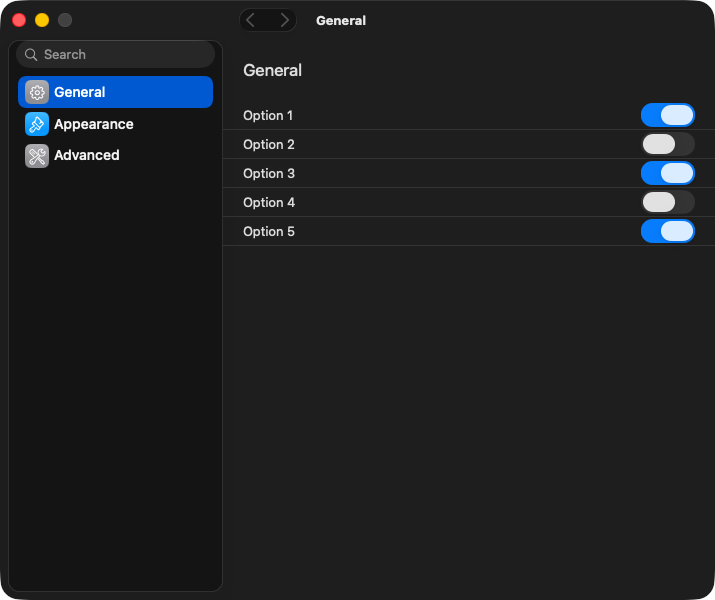 General
Search
General
Appearance
Advanced
General
Option 1
Option 2
Option 3
Option 4
Option 5